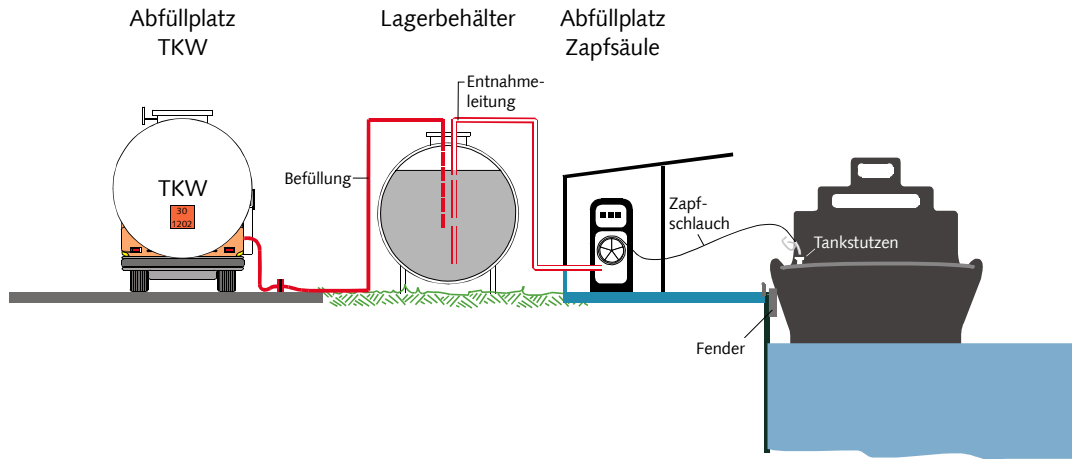 Abfüllplatz
TKW
Lagerbehälter
Abfüllplatz
Zapfsäule
Entnahme-
leitung
Befüllung
TKW
30
1202
Zapf-
schlauch
Tankstutzen
Fender